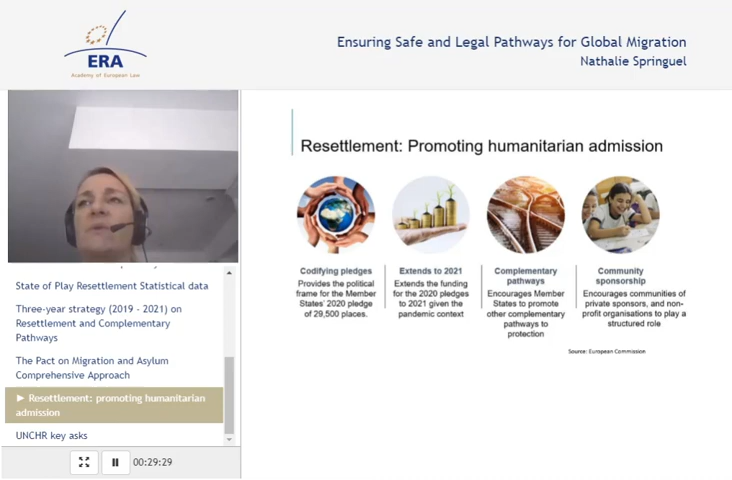 ERA
Academy of European Law
Ensuring Safe and Legal Pathways for Global Migration
Nathalie Springuel
State of Play Resettlement Statistical data
Three-year strategy (2019 - 2021) on
Resettlement and Complementary
Pathways
The Pact on Migration and Asylum
Comprehensive Approach
► Resettlement: promoting humanitarian
admission
UNCHR key asks
00:29:29
Resettlement: Promoting humanitarian admission
Codifying pledges
Provides the political
frame for the Member
States' 2020 pledge
of 29,500 places.
Extends to 2021
Extends the funding
for the 2020 pledges
to 2021 given the
pandemic context
Complementary
pathways
Encourages Member
States to promote
other complementary
pathways to
protection
Community
sponsorship
Encourages communities of
private sponsors, and non-
profit organisations to play a
structured role
Source: European Commission